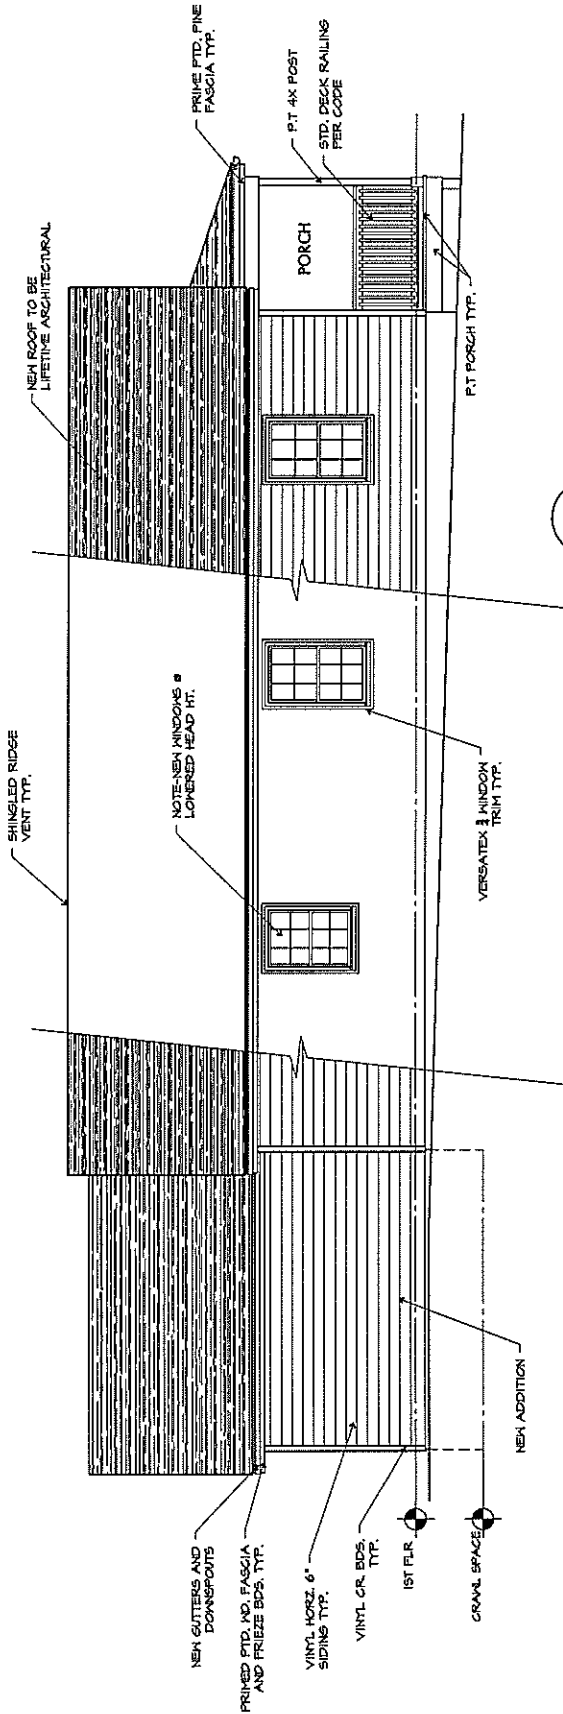 SHINGLED RIDGE
VENT TYP.
NEW ROOF TO BE
LIFETIME ARCHITECTURAL
PRIME PTD. PINE
FASCIA TYP.
NOTE-NEW WINDOWS @
LOWERED HEAD HT.
P.T 4X POST
STD. DECK RAILING
PER CODE
PORCH
NEW GUTTERS AND
DOWNSPOUTS
PRIMED PTD. WD. FASCIA
AND FRIEZE BDS. TYP.
VINYL HORZ. 6"
SIDING TYP.
VINYL CR. BDS.
TYP.
1ST FLR
CRAWL SPACE
NEW ADDITION
VERSATEX WINDOW
TRIM TYP.
P.T PORCH TYP.